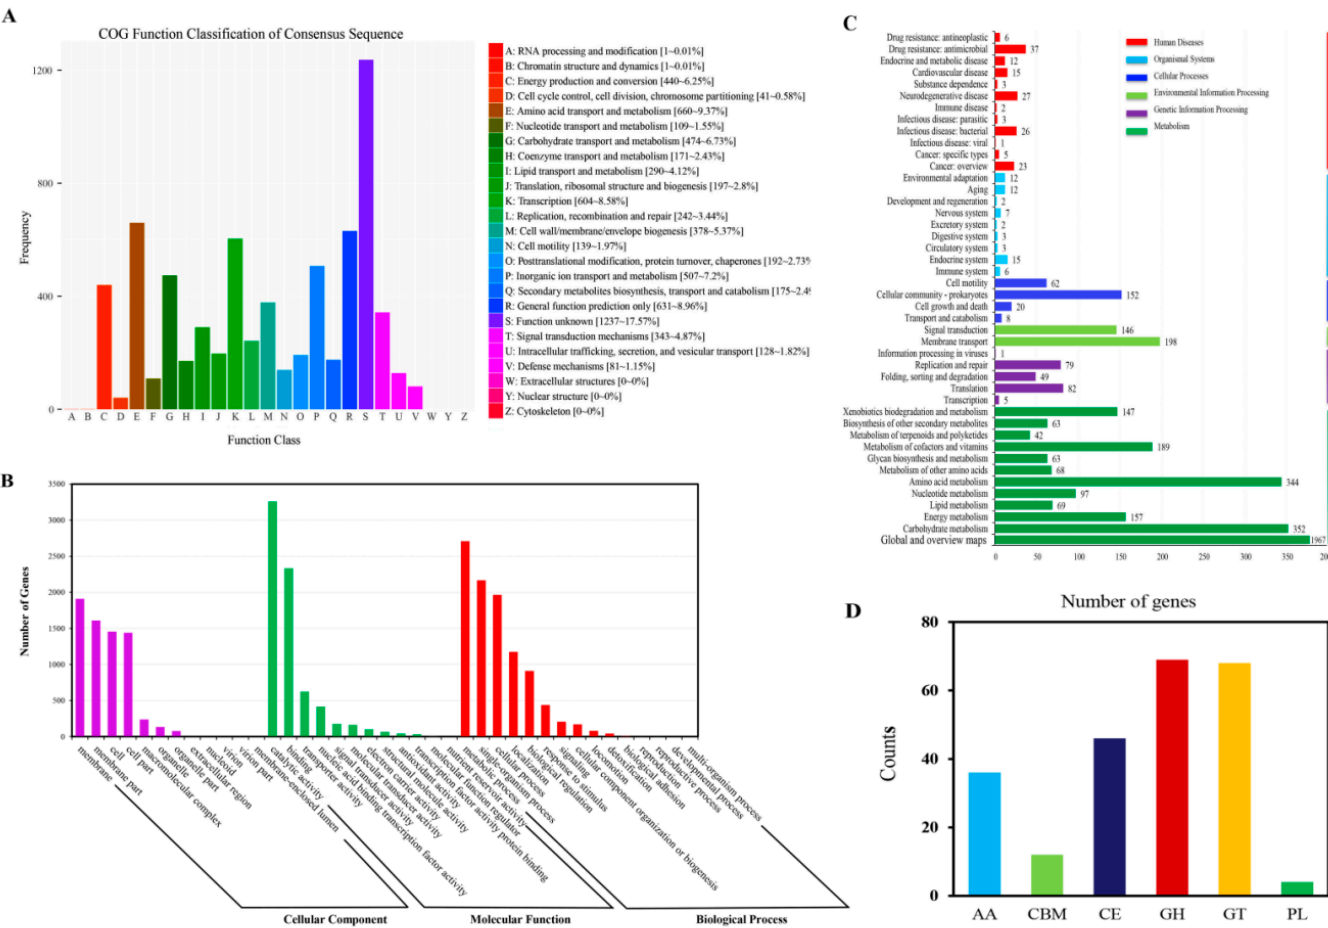 A
COG Function Classification of Consensus Sequence
1200
800
400
0
Frequency
A B C D E F G H I J K L M N O P Q R S T U V W Y Z
Function Class
A: RNA processing and modification [1~0.01%]
B: Chromatin structure and dynamics [1~0.01%]
C: Energy production and conversion [440~6.25%]
D: Cell cycle control, cell division, chromosome partitioning [41~0.58%]
E: Amino acid transport and metabolism [660~9.37%]
F: Nucleotide transport and metabolism [109~1.55%]
G: Carbohydrate transport and metabolism [474~6.73%]
H: Coenzyme transport and metabolism [171~2.43%]
I: Lipid transport and metabolism [290~4.12%]
J: Translation, ribosomal structure and biogenesis [197~2.8%]
K: Transcription [604~8.58%]
L: Replication, recombination and repair [242~3.44%]
M: Cell wall/membrane/envelope biogenesis [378~5.37%]
N: Cell motility [139~1.97%]
O: Posttranslational modification, protein turnover, chaperones [192~2.73%
P: Inorganic ion transport and metabolism [507~7.2%]
Q: Secondary metabolites biosynthesis, transport and catabolism [175~2.4
R: General function prediction only [631~8.96%]
S: Function unknown [1237~17.57%]
T: Signal transduction mechanisms [343~4.87%]
U: Intracellular trafficking, secretion, and vesicular transport [128~1.82%]
V: Defense mechanisms [81~1.15%]
W: Extracellular structures [0~0%]
Y: Nuclear structure [0~0%]
Z: Cytoskeleton [0~0%]
B
3500
3000
2500
2000
1500
1000
500
0
Number of Genes
membrane
membrane part
cell
cell part
macromolecular complex
organelle
organelle part
extracellular region
nucleoid
virion
virion part
membrane-enclosed lumen
catalytic activity
binding
transporter activity
nucleic acid binding transcription factor activity
signal transducer activity
molecular transducer activity
electron carrier activity
structural molecule activity
antioxidant activity
transcription factor activity protein binding
molecular function regulator
nutrient reservoir activity
metabolic process
single-organism process
cellular process
localization
biological regulation
response to stimulus
signaling
cellular component organization or biogenesis
locomotion
detoxification
biological adhesion
reproduction
reproductive process
developmental process
multi-organism process
Cellular Component
Molecular Function
Biological Process
C
Drug resistance: antineoplastic 6
Drug resistance: antimicrobial 37
Endocrine and metabolic disease 12
Cardiovascular disease 15
Substance dependence 3
Neurodegenerative disease 27
Immune disease 2
Infectious disease: parasitic 3
Infectious disease: bacterial 26
Infectious disease: viral 1
Cancer: specific types 5
Cancer: overview 23
Environmental adaptation 12
Aging 12
Development and regeneration 2
Nervous system 7
Excretory system 2
Digestive system 3
Circulatory system 3
Endocrine system 15
Immune system 6
Cell motility 62
Cellular community - prokaryotes 152
Cell growth and death 20
Transport and catabolism 8
Signal transduction 146
Membrane transport 198
Information processing in viruses 1
Replication and repair 79
Folding, sorting and degradation 49
Translation 82
Transcription 5
Xenobiotics biodegradation and metabolism 147
Biosynthesis of other secondary metabolites 63
Metabolism of terpenoids and polyketides 42
Metabolism of cofactors and vitamins 189
Glycan biosynthesis and metabolism 63
Metabolism of other amino acids 68
Amino acid metabolism 344
Nucleotide metabolism 97
Lipid metabolism 69
Energy metabolism 157
Carbohydrate metabolism 352
Global and overview maps 1967
0 50 100 150 200 250 300 350 200
Human Diseases
Organismal Systems
Cellular Processes
Environmental Information Processing
Genetic Information Processing
Metabolism
D
Number of genes
80
60
40
20
0
Counts
AA CBM CE GH GT PL